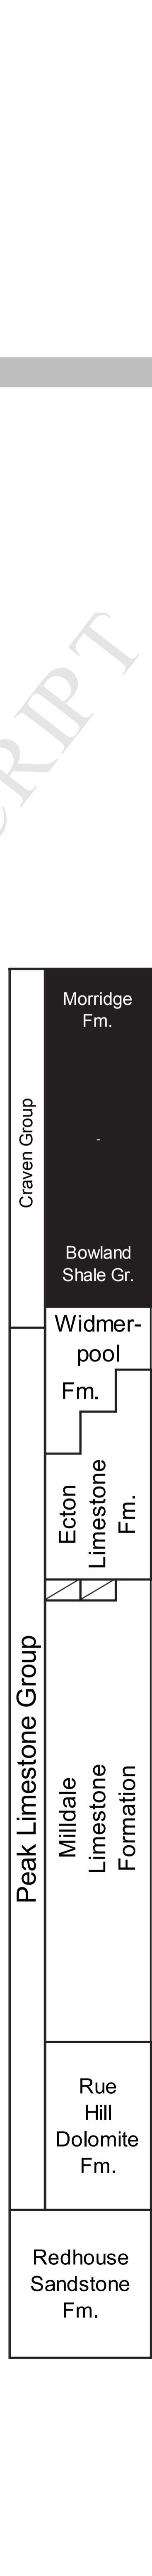 CRIPT
Craven Group
Morridge
Fm.
-
Bowland
Shale Gr.
Widmer-
pool
Fm.
Ecton
Limestone
Fm.
Peak Limestone Group
Milldale
Limestone
Formation
Rue
Hill
Dolomite
Fm.
Redhouse
Sandstone
Fm.